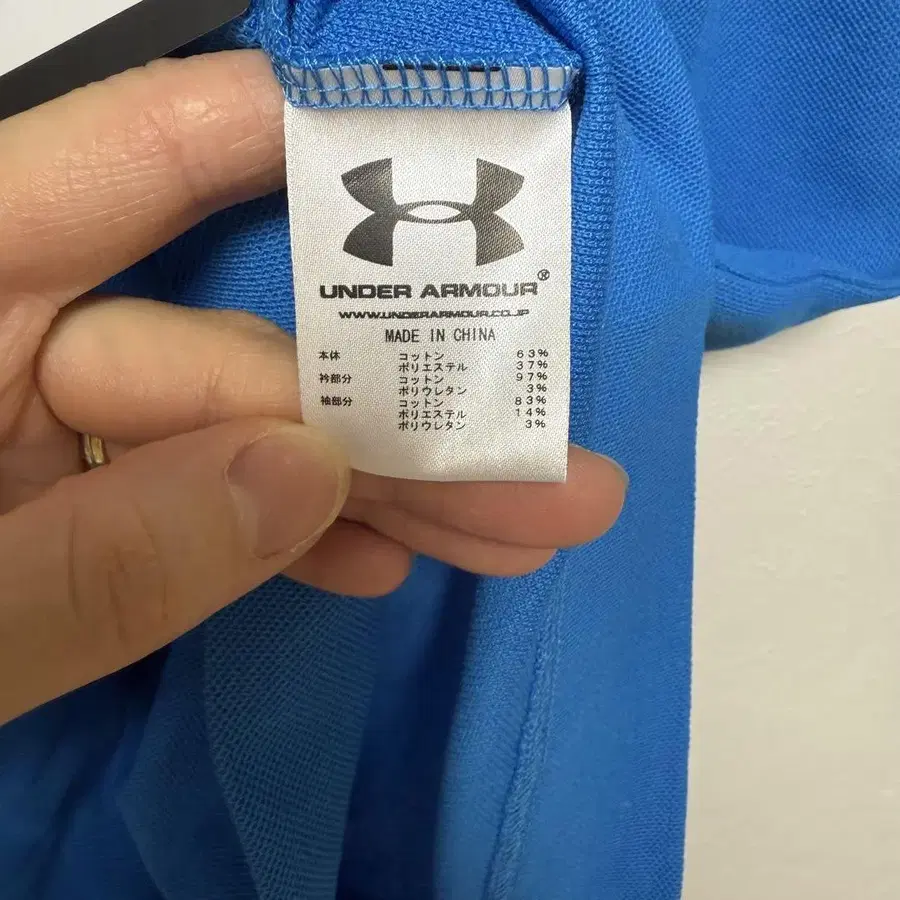 UNDER ARMOUR®
WWW.UNDERARMOUR.CO.JP
MADE IN CHINA
本体 コットン 63%
ポリエステル 37%
衿部分 コットン 97%
ポリウレタン 3%
袖部分 コットン 83%
ポリエステル 14%
ポリウレタン 3%